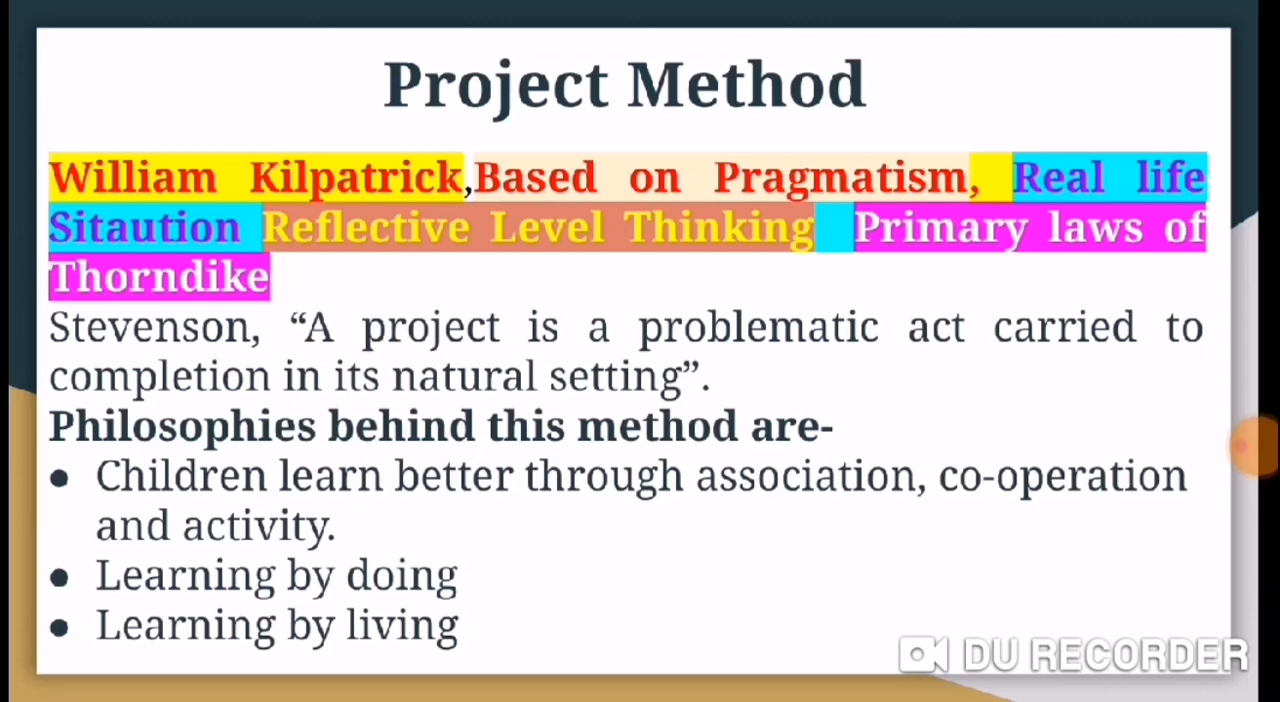 Project Method
William Kilpatrick,Based on Pragmatism, Real life
Sitaution Reflective Level Thinking Primary laws of
Thorndike
Stevenson, “A project is a problematic act carried to
completion in its natural setting”.
Philosophies behind this method are-
● Children learn better through association, co-operation
and activity.
● Learning by doing
● Learning by living
DU RECORDER